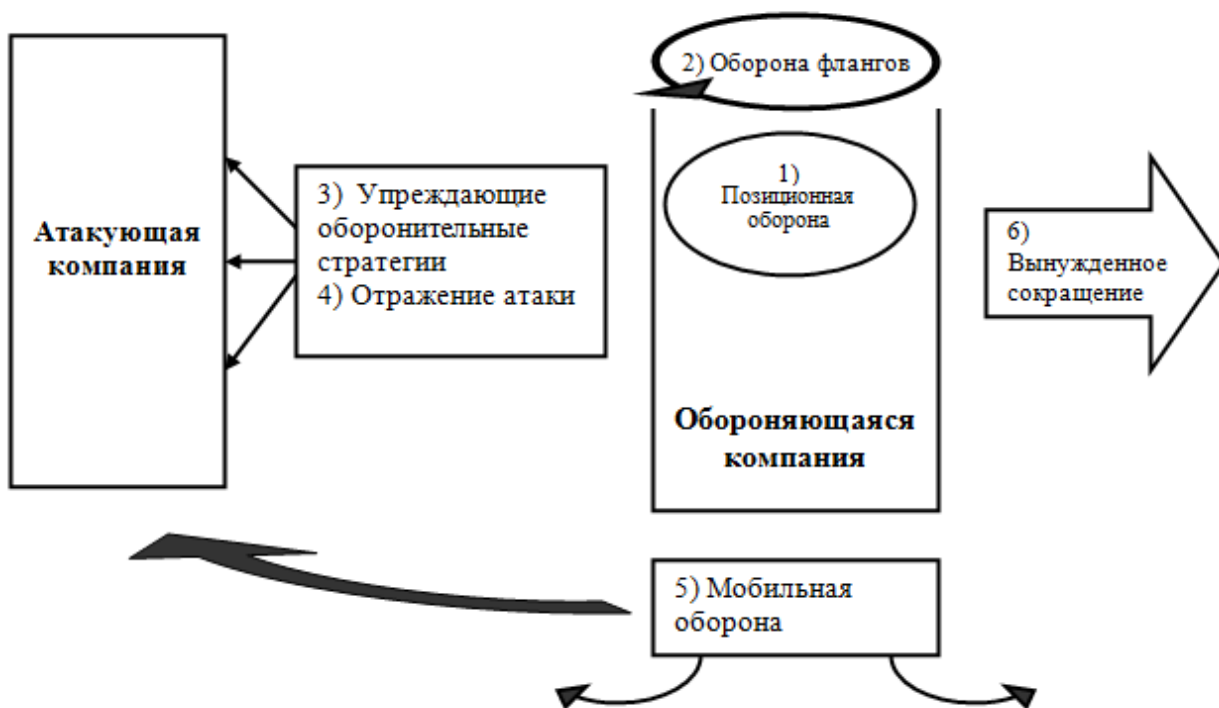 Атакующая
компания
3) Упреждающие
оборонительные
стратегии
4) Отражение атаки
2) Оборона флангов
1)
Позиционная
оборона
Обороняющаяся
компания
5) Мобильная
оборона
6)
Вынужденное
сокращение